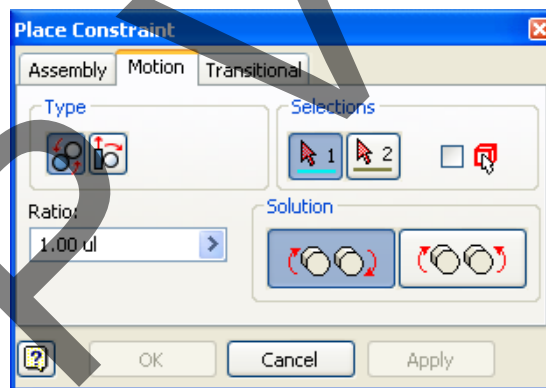 Place Constraint
Assembly Motion Transitional
Type
Selections
1 2
Ratio:
1.00 ul
Solution
? OK Cancel Apply